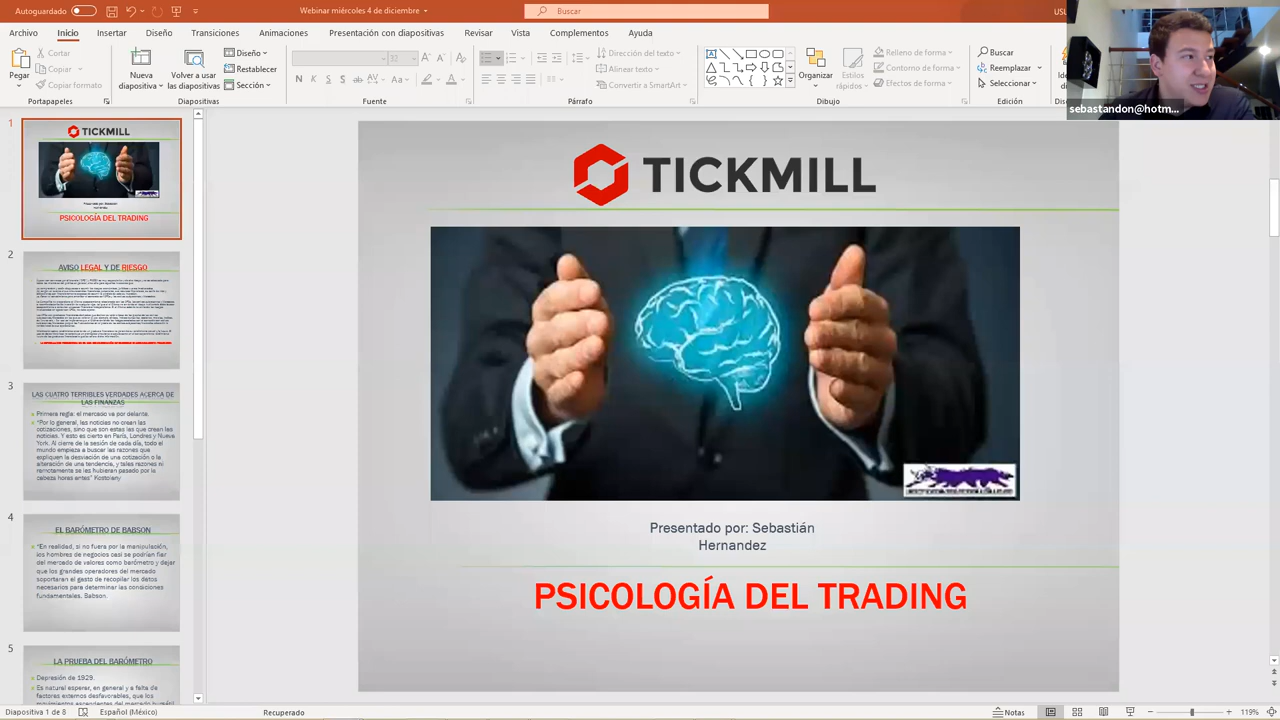 Autoguardado
Webinar miércoles 4 de diciembre
Buscar
Archivo
Inicio
Insertar
Diseño
Transiciones
Animaciones
Presentación con diapositivas
Revisar
Vista
Complementos
Ayuda
Pegar
Cortar
Copiar
Copiar formato
Portapapeles
Nueva
diapositiva
Volver a usar
las diapositivas
Diseño
Restablecer
Sección
Diapositivas
32
Fuente
Dirección del texto
Alinear texto
Convertir a SmartArt
Párrafo
Organizar
Estilos
rápidos
Relleno de forma
Contorno de forma
Efectos de forma
Dibujo
Buscar
Reemplazar
Seleccionar
Edición
sebastandon@hotm...
1
TICKMILL
PSICOLOGÍA DEL TRADING
2
AVISO LEGAL Y DE RIESGO
3
LAS CUATRO TERRIBLES VERDADES ACERCA DE
LAS FINANZAS
Primera regla: el mercado va por delante.
"Por lo general, las noticias no crean las
cotizaciones, sino que son estas las que crean las
noticias. Y esto es cierto en París, Londres y Nueva
York. Al cierre de la sesión de cada día, todo el
mundo empieza a buscar las razones que
expliquen la desviación de una cotización o la
alteración de una tendencia, y tales razones ni
remotamente se les hubieran pasado por la
cabeza horas antes" Kostolany
4
EL BARÓMETRO DE BABSON
"En realidad, si no fuera por la manipulación,
los hombres de negocios casi se podrían fiar
del mercado de valores como barómetro y dejar
que los grandes operadores del mercado
soportaran el gasto de recopilar los datos
necesarios para determinar las condiciones
fundamentales. Babson.
5
LA PRUEBA DEL BARÓMETRO
Depresión de 1929.
Es natural esperar, en general y a falta de
factores externos desfavorables, que los
TICKMILL
Presentado por: Sebastián
Hernandez
PSICOLOGÍA DEL TRADING
Diapositiva 1 de 8
Español (México)
Recuperado
Notas
119%